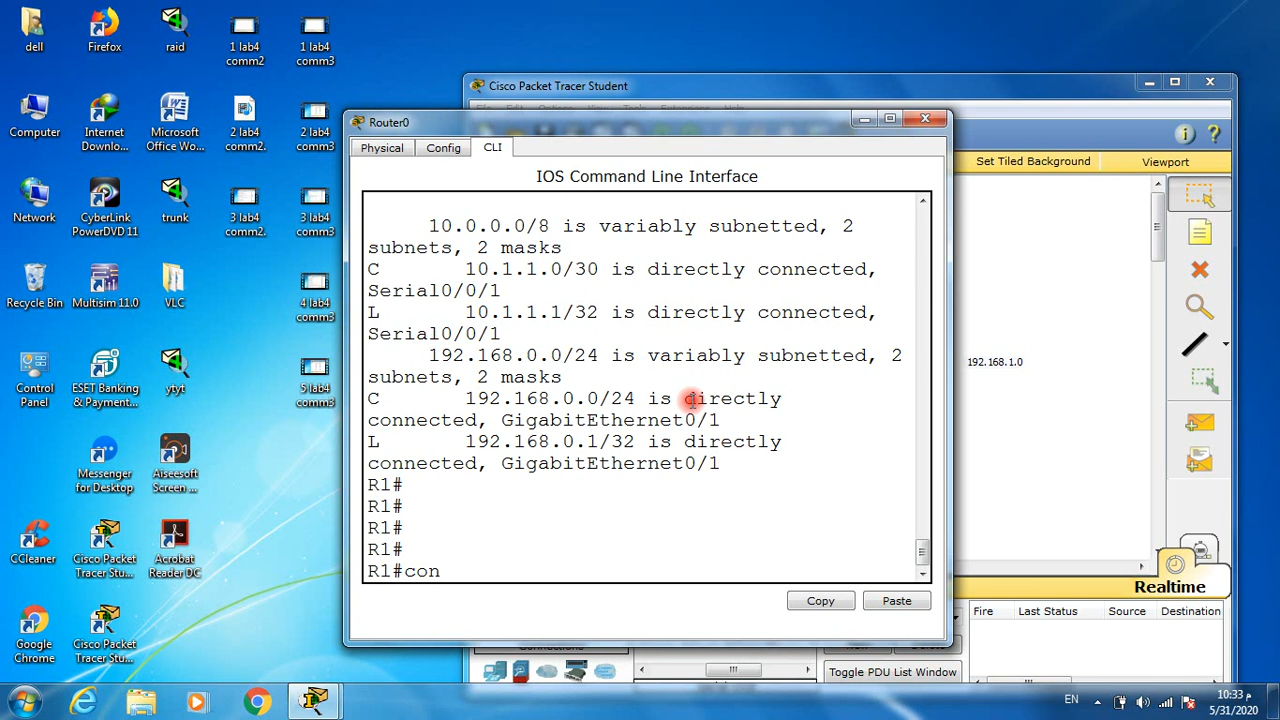 dell
Firefox
raid
1 lab4
comm2
1 lab4
comm3
Computer
Internet
Downlo...
Microsoft
Office Wo...
2 lab4
comm2.
2 lab4
comm3
Network
CyberLink
PowerDVD 11
trunk
3 lab4
comm2.
3 lab4
comm3
Recycle Bin
Multisim 11.0
VLC
4 lab4
comm3
Control
Panel
ESET Banking
& Payment...
ytyt
5 lab4
comm3
Messenger
for Desktop
Aiseesoft
Screen ...
CCleaner
Cisco Packet
Tracer Stu...
Acrobat
Reader DC
Google
Chrome
Cisco Packet
Tracer Stu...
Cisco Packet Tracer Student
File Edit Options View Tools Extensions Help
Set Tiled Background
Viewport
192.168.1.0
Router0
Physical
Config
CLI
IOS Command Line Interface
10.0.0.0/8 is variably subnetted, 2
subnets, 2 masks
C 10.1.1.0/30 is directly connected,
Serial0/0/1
L 10.1.1.1/32 is directly connected,
Serial0/0/1
192.168.0.0/24 is variably subnetted, 2
subnets, 2 masks
C 192.168.0.0/24 is directly
connected, GigabitEthernet0/1
L 192.168.0.1/32 is directly
connected, GigabitEthernet0/1
R1#
R1#
R1#
R1#
R1#con
Copy
Paste
Realtime
Fire Last Status Source Destination
Connections
Toggle PDU List Window
EN
10:33 م
5/31/2020